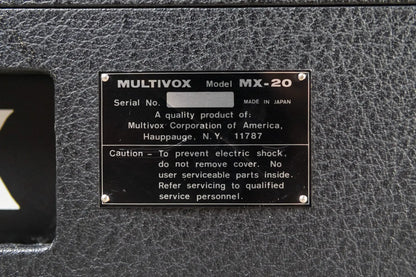 MULTIVOX Model MX-20
Serial No. MADE IN JAPAN
A quality product of:
Multivox Corporation of America,
Hauppauge, N.Y. 11787
Caution - To prevent electric shock,
do not remove cover. No
user serviceable parts inside.
Refer servicing to qualified
service personnel.